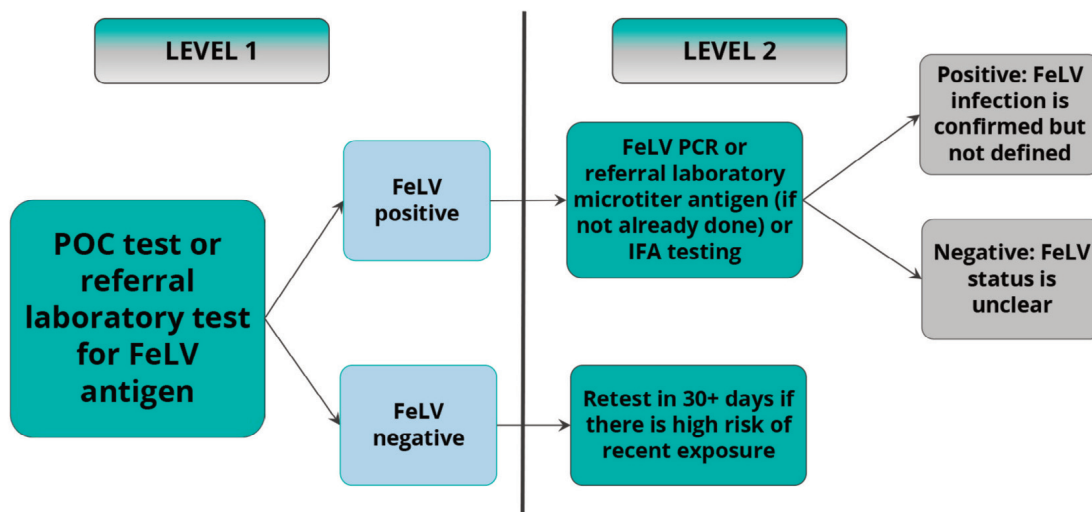 LEVEL 1
LEVEL 2
POC test or
referral
laboratory test
for FeLV
antigen
FeLV
positive
FeLV
negative
FeLV PCR or
referral laboratory
microtiter antigen (if
not already done) or
IFA testing
Retest in 30+ days if
there is high risk of
recent exposure
Positive: FeLV
infection is
confirmed but
not defined
Negative: FeLV
status is
unclear